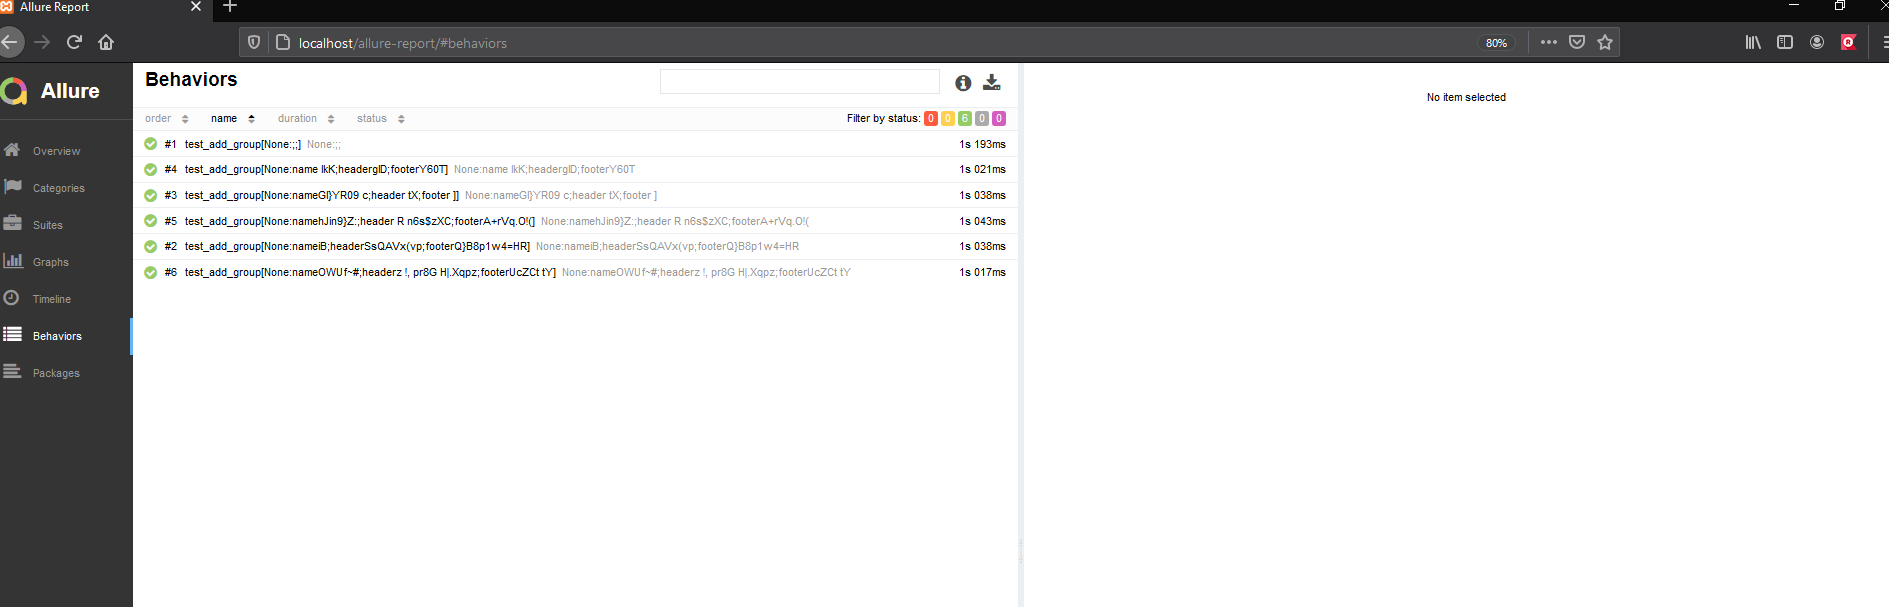 Allure Report
localhost/allure-report/#behaviors
80%
Allure
Overview
Categories
Suites
Graphs
Timeline
Behaviors
Packages
Behaviors
order name duration status Filter by status: 0 0 6 0 0
#1 test_add_group[None:;;] None:;; 1s 193ms
#4 test_add_group[None:name IkK;headergID;footerY60T] None:name IkK;headergID;footerY60T 1s 021ms
#3 test_add_group[None:nameGI}YR09 c;header tX;footer ]] None:nameGI}YR09 c;header tX;footer ] 1s 038ms
#5 test_add_group[None:namehJin9}Z:;header R n6s$zXC;footerA+rVq.O!(] None:namehJin9}Z:;header R n6s$zXC;footerA+rVq.O!( 1s 043ms
#2 test_add_group[None:nameiB;headerSsQAVx(vp;footerQ}B8p1w4=HR] None:nameiB;headerSsQAVx(vp;footerQ}B8p1w4=HR 1s 038ms
#6 test_add_group[None:nameOWUf~#;headerz !, pr8G H|.Xqpz;footerUcZCt tY] None:nameOWUf~#;headerz !, pr8G H|.Xqpz;footerUcZCt tY 1s 017ms
No item selected